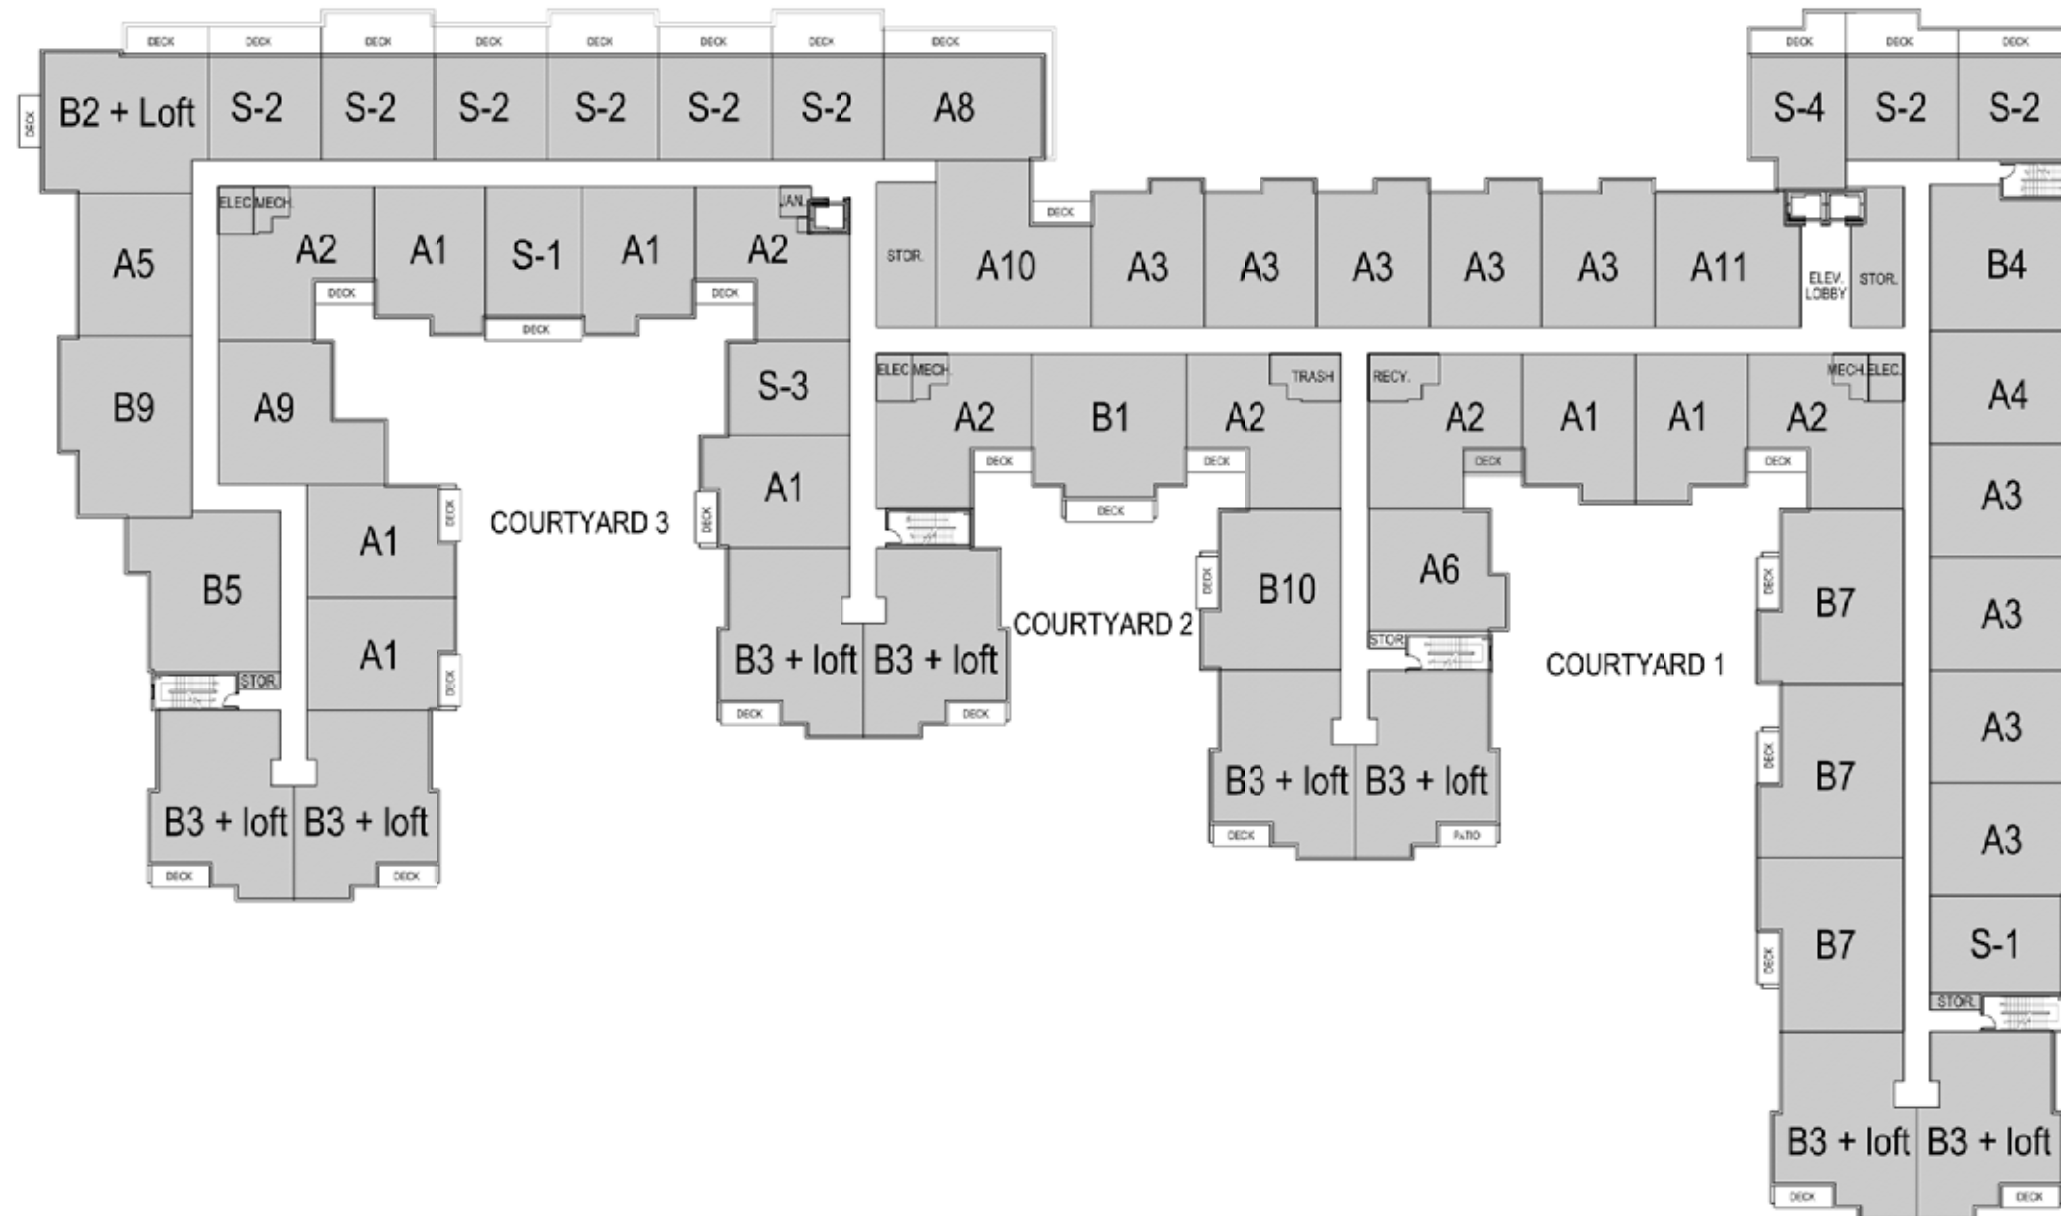 DECK DECK DECK DECK DECK DECK DECK DECK
DECK DECK DECK
B2 + Loft S-2 S-2 S-2 S-2 S-2 S-2 A8
S-4 S-2 S-2
DECK
ELEC MECH. JAN.
DECK
A5 A2 A1 S-1 A1 A2
STOR. A10 A3 A3 A3 A3 A3 A11
ELEV.
LOBBY
STOR.
B4
DECK DECK
DECK
ELEC MECH. TRASH RECY. MECH. ELEC.
B9 A9 S-3
A2 B1 A2 A2 A1 A1 A2
A4
DECK DECK DECK DECK
DECK
A1
DECK
A3
DECK
COURTYARD 3
A1
B5
DECK
B10
A6
DECK
B7
A3
COURTYARD 2
STOR.
COURTYARD 1
A1
DECK
STOR.
B3 + loft B3 + loft
DECK DECK
A3
DECK
B7
B3 + loft B3 + loft
DECK PATIO
B3 + loft B3 + loft
DECK DECK
A3
B7
DECK
S-1
STOR.
B3 + loft B3 + loft
DECK DECK